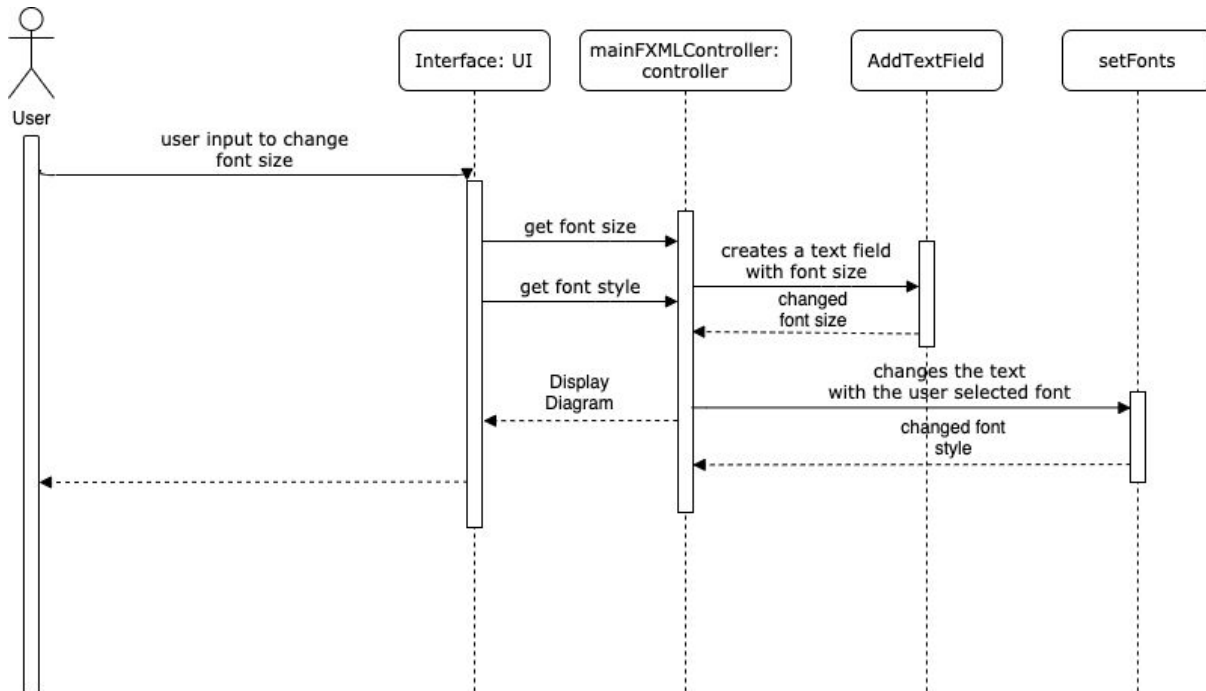 User
Interface: UI
mainFXMLController:
controller
AddTextField
setFonts
user input to change
font size
get font size
creates a text field
with font size
get font style
changed
font size
changes the text
with the user selected font
Display
Diagram
changed font
style